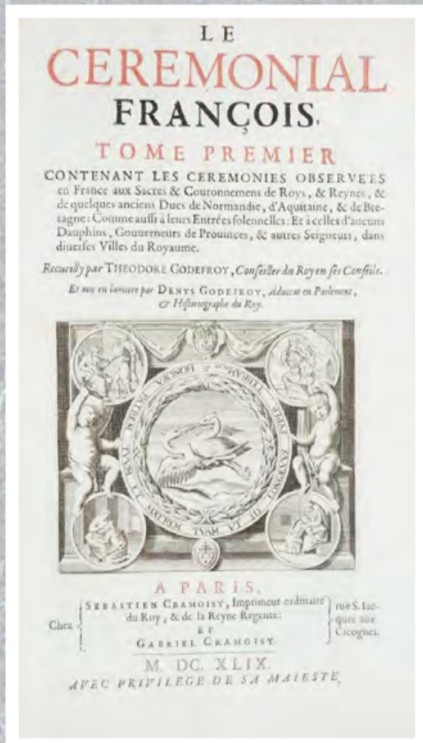 LE
CEREMONIAL
FRANÇOIS.
TOME PREMIER
CONTENANT LES CEREMONIES OBSERVEES
en France aux Sacres & Couronnemens de Roys, & Reynes, &
de quelques anciens Ducs de Normandie, d'Aquitaine, & de Bre-
tagne: Comme aussi à leurs Entrées solennelles: Et à celles d'aucuns
Dauphins, Gouuerneurs de Prouinces, & autres Seigneurs, dans
diuerses Villes du Royaume.
Recueilly par THEODORE GODEFROY, Conseiller du Roy en ses Conseils.
Et mis en lumiere par DENYS GODEFROY, Aduocat en Parlement,
& Historiographe du Roy.
A PARIS,
Chez
SEBASTIEN CRAMOISY, Imprimeur ordinaire
du Roy, & de la Reyne Regente:
ET
GABRIEL CRAMOISY.
ruë S. Iac-
ques aux
Cicognes.
M. DC. XLIX.
AVEC PRIVILEGE DE SA MAIESTE,